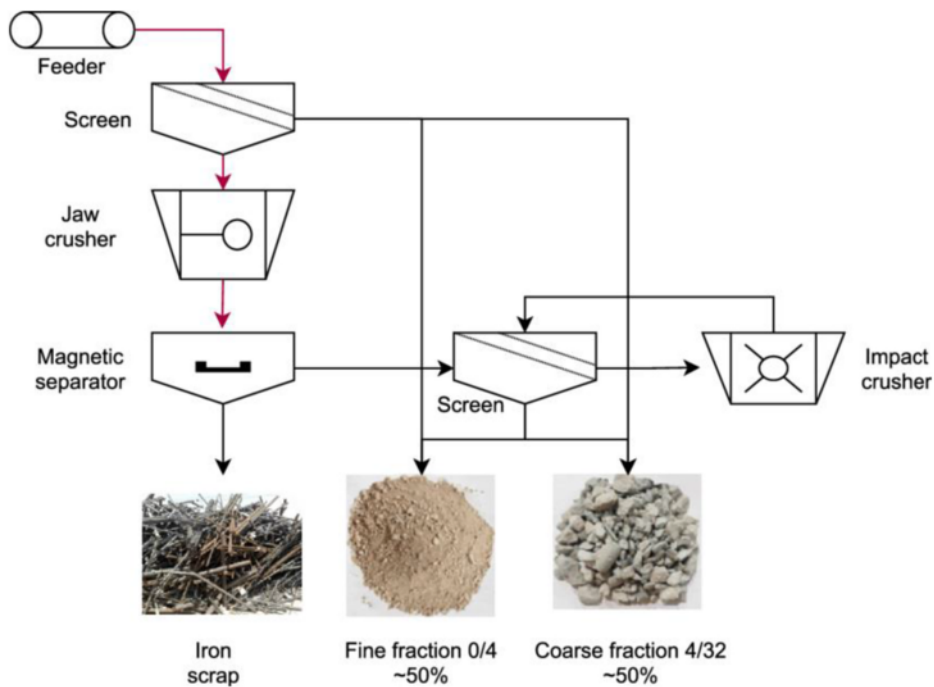 Feeder
Screen
Jaw
crusher
Magnetic
separator
Screen
Impact
crusher
Iron
scrap
Fine fraction 0/4
~50%
Coarse fraction 4/32
~50%